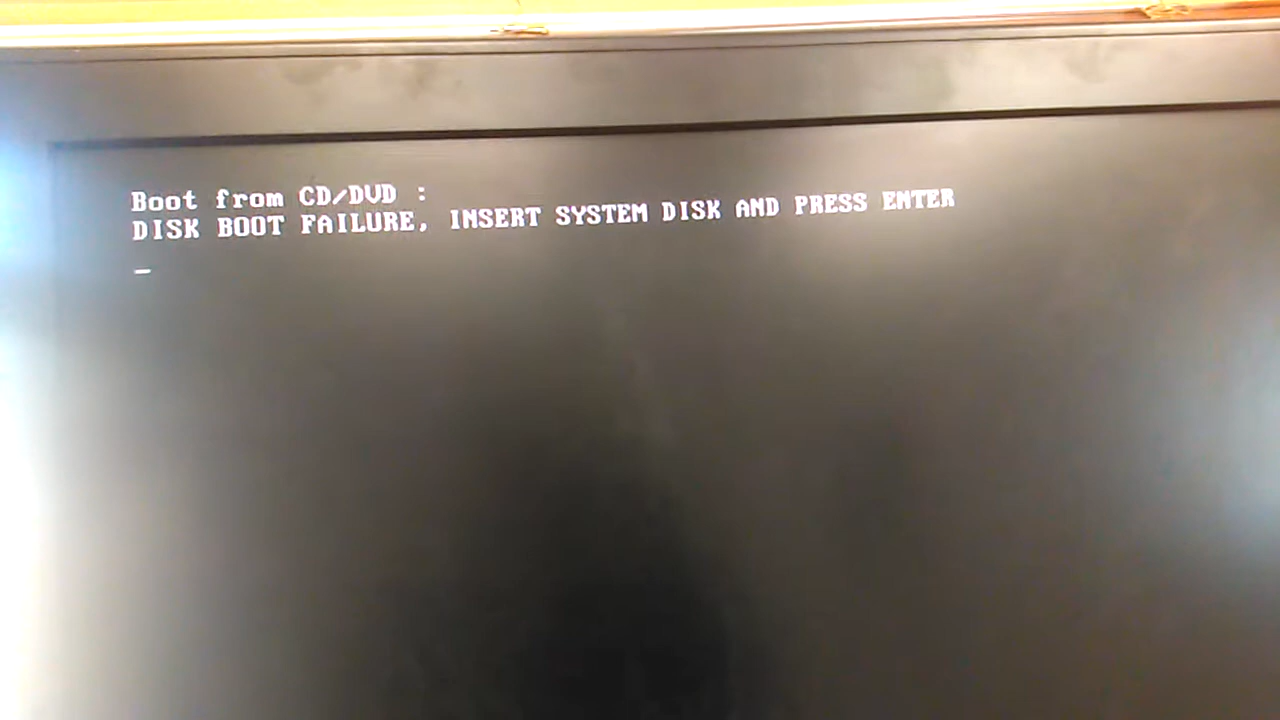 Boot from CD/DVD :
DISK BOOT FAILURE, INSERT SYSTEM DISK AND PRESS ENTER
_